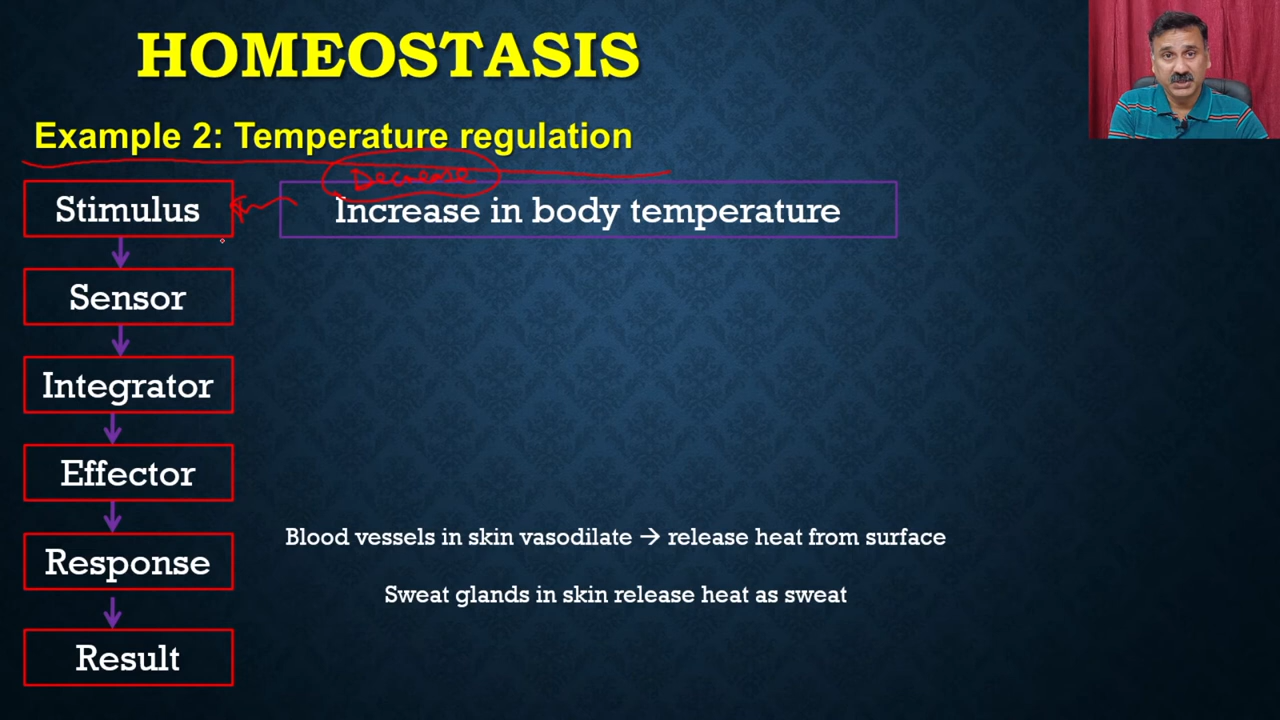 HOMEOSTASIS
Example 2: Temperature regulation
Decrease
Stimulus
Increase in body temperature
Sensor
Integrator
Effector
Blood vessels in skin vasodilate → release heat from surface
Response
Sweat glands in skin release heat as sweat
Result